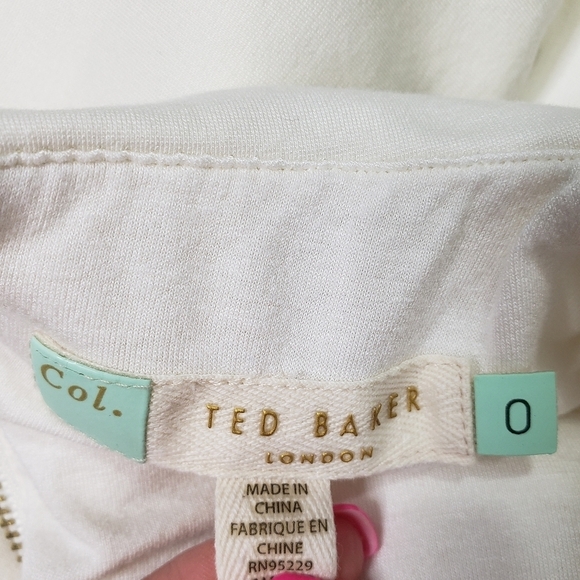 Col.
TED BAKER
LONDON
0
MADE IN
CHINA
FABRIQUE EN
CHINE
RN95229